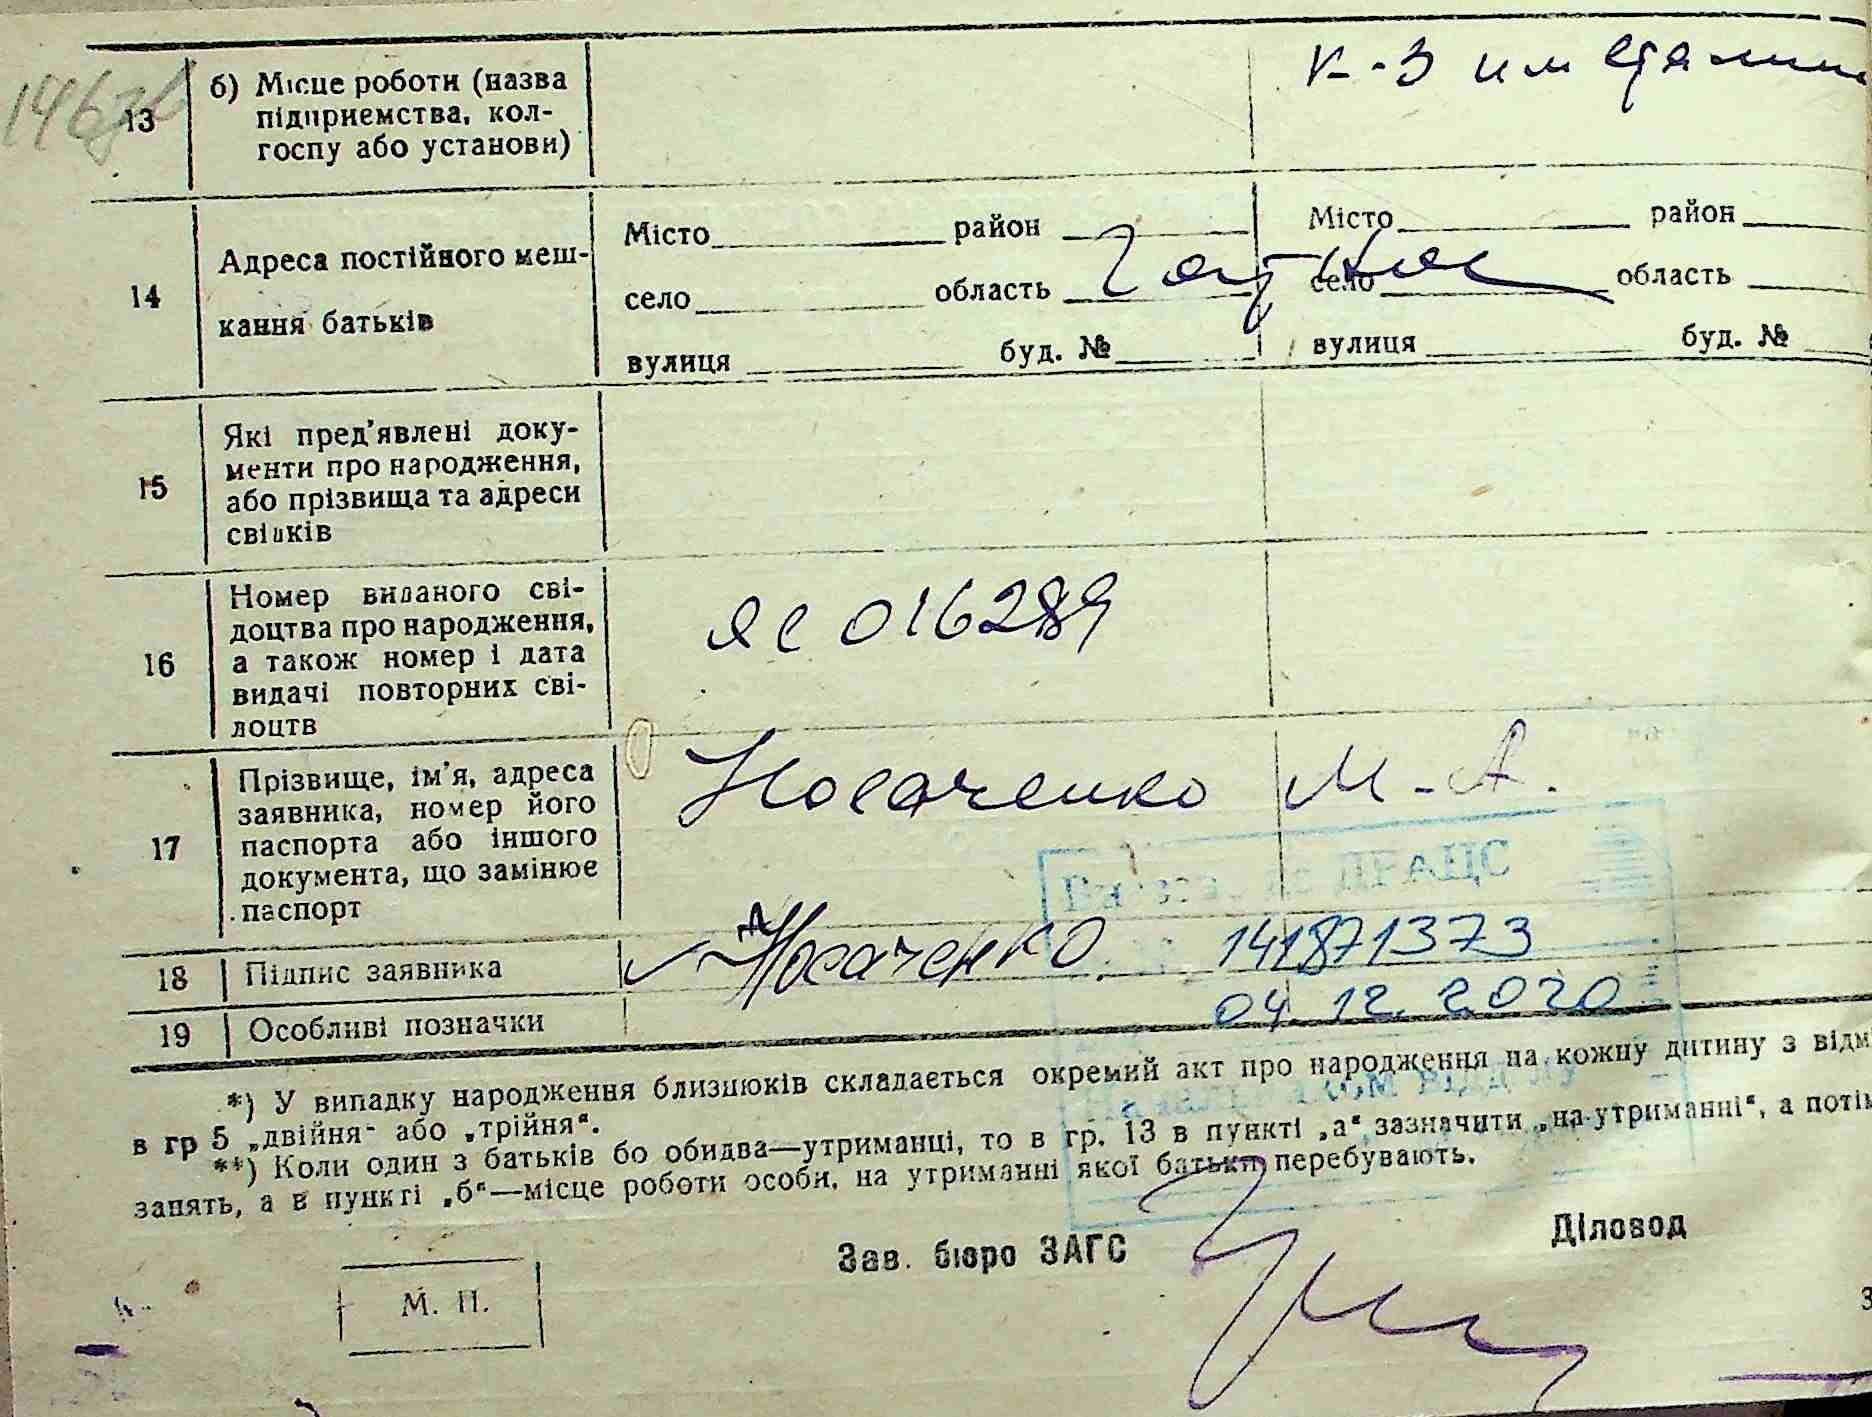 13
б) Місце роботи (назва
підприємства, кол-
госпу або установи)
к-з им Сталина
14
Адреса постійного меш-
кання батьків
Місто район
село область
вулиця буд. №
Місто район
село область
вулиця буд. №
15
Які пред'явлені доку-
менти про народження,
або прізвища та адреси
свідків
16
Номер виданого сві-
доцтва про народження,
а також номер і дата
видачі повторних сві-
доцтв
ЯС 016289
17
Прізвище, ім'я, адреса
заявника, номер його
паспорта або іншого
документа, що замінює
паспорт
Носаченко М. А.
18 Підпис заявника
Носаченко
141871373
19 Особливі позначки
04.12.2020
ДРАЦС
*) У випадку народження близнюків складається окремий акт про народження на кожну дитину з відм
в гр 5 „двійня" або „трійня".
**) Коли один з батьків бо обидва—утриманці, то в гр. 13 в пункті „а" зазначити „на утриманні", а потім
занять, а в пункті „б"—місце роботи особи, на утриманні якої батьки перебувають.
Зав. бюро ЗАГС
Діловод
М. П.